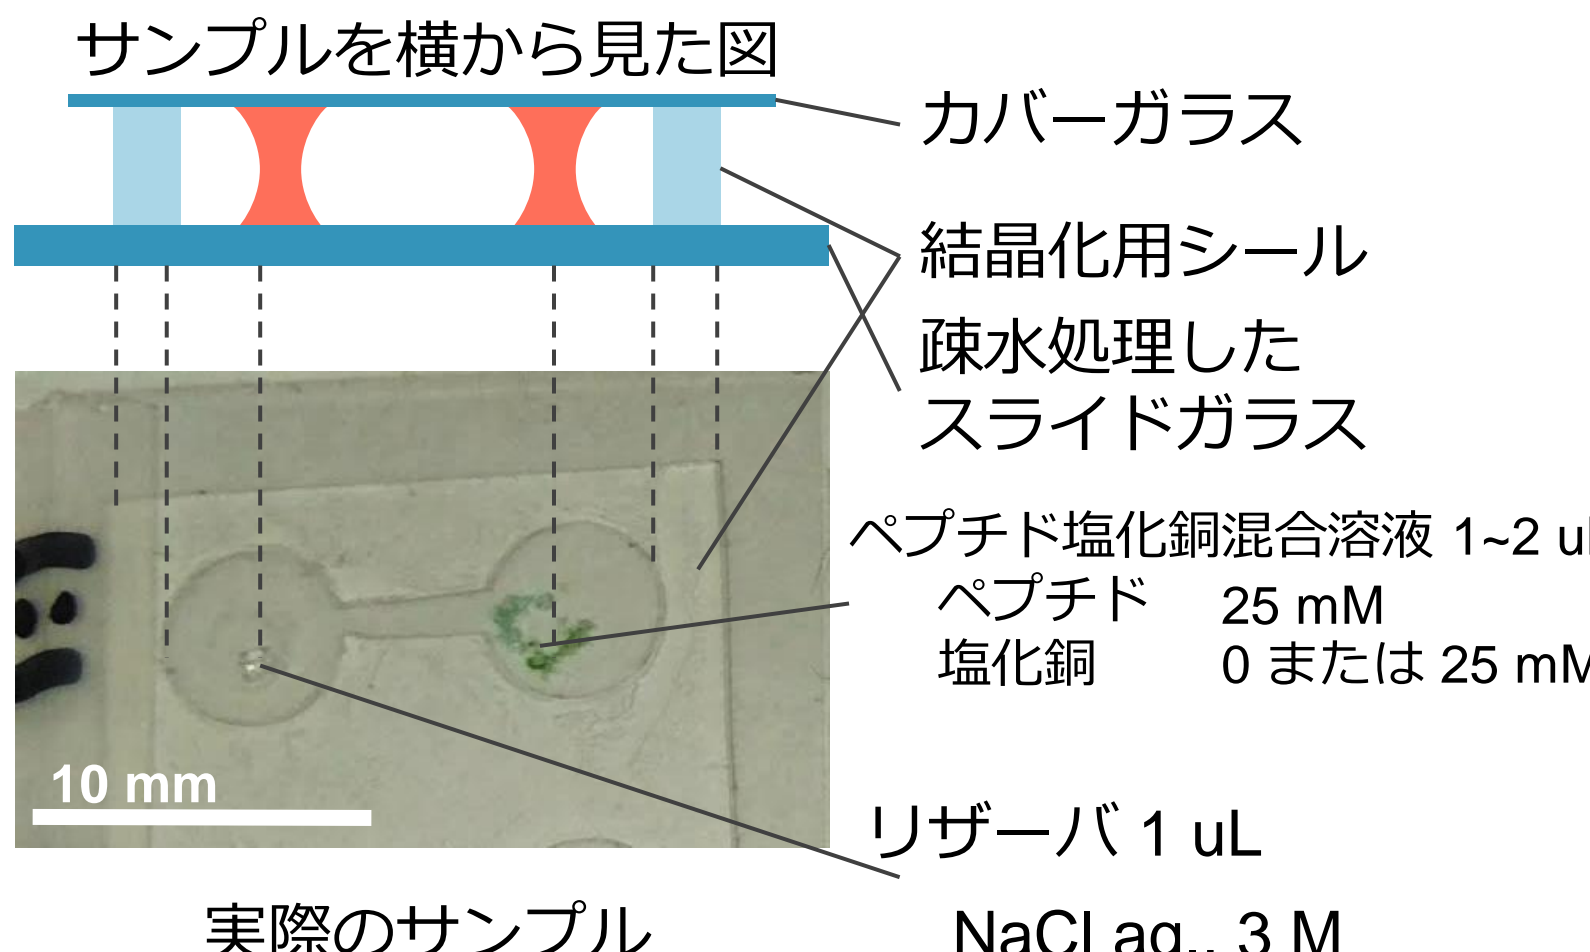 サンプルを横から見た図
カバーガラス
結晶化用シール
疎水処理した
スライドガラス
ペプチド塩化銅混合溶液 1~2 u
ペプチド 25 mM
塩化銅 0 または 25 mM
10 mm
リザーバ 1 uL
実際のサンプル
NaCl aq., 3 M